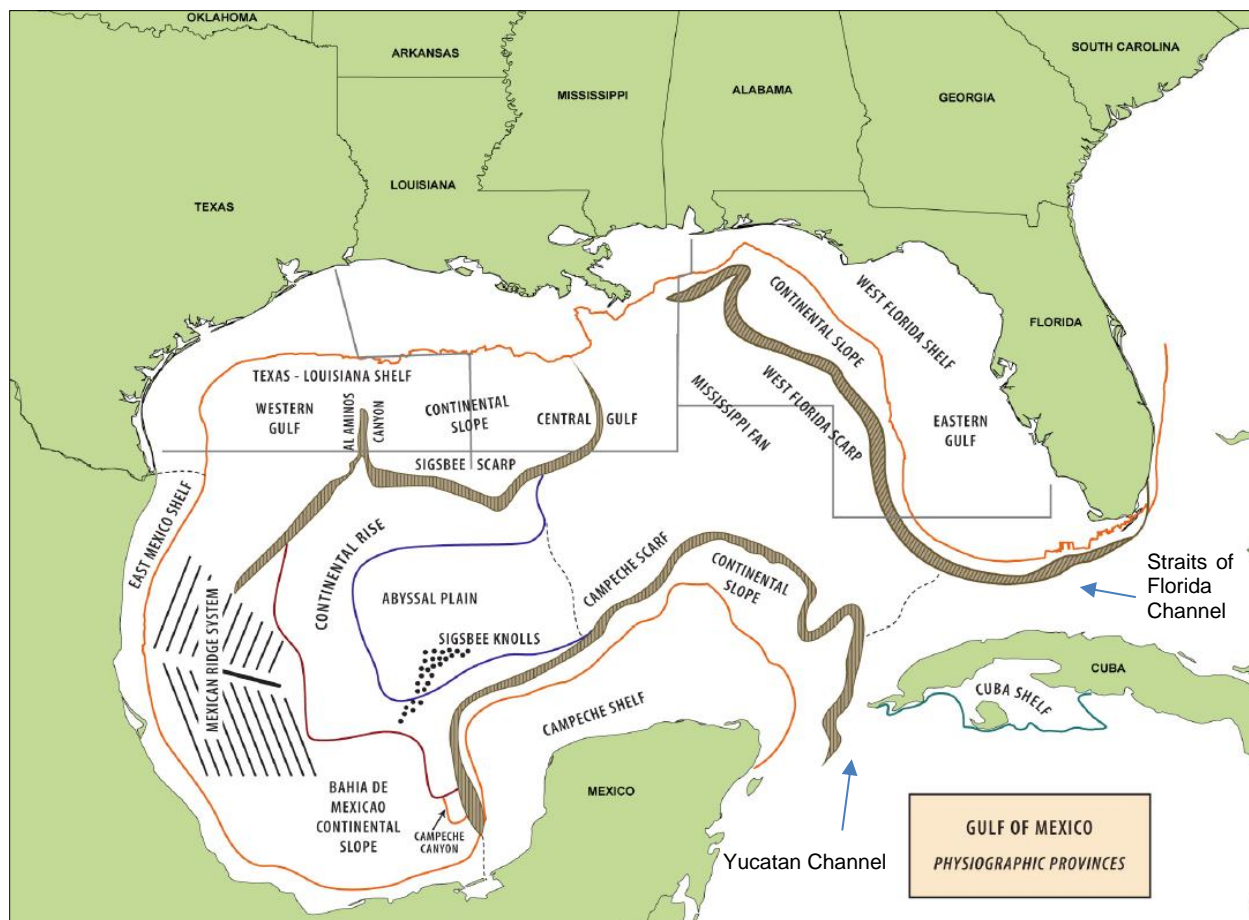 OKLAHOMA
ARKANSAS
SOUTH CAROLINA
MISSISSIPPI
ALABAMA
GEORGIA
TEXAS
LOUISIANA
FLORIDA
TEXAS - LOUISIANA SHELF
WESTERN
GULF
AL AMINOS
CANYON
CONTINENTAL
SLOPE
CENTRAL GULF
SIGSBEE SCARP
MISSISSIPPI FAN
WEST FLORIDA SCARP
CONTINENTAL SLOPE
WEST FLORIDA SHELF
EASTERN
GULF
EAST MEXICO SHELF
MEXICAN RIDGE SYSTEM
CONTINENTAL RISE
ABYSSAL PLAIN
SIGSBEE KNOLLS
CAMPECHE SCARF
CONTINENTAL
SLOPE
CAMPECHE SHELF
Straits of
Florida
Channel
CUBA
CUBA SHELF
BAHIA DE
MEXICAO
CONTINENTAL
SLOPE
CAMPECHE
CANYON
MEXICO
Yucatan Channel
GULF OF MEXICO
PHYSIOGRAPHIC PROVINCES